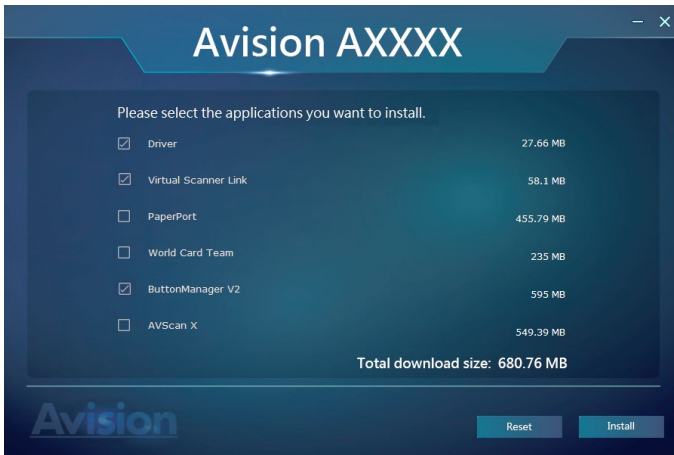 Avision AXXXX
Please select the applications you want to install.
Driver 27.66 MB
Virtual Scanner Link 58.1 MB
PaperPort 455.79 MB
World Card Team 235 MB
ButtonManager V2 595 MB
AVScan X 549.39 MB
Total download size: 680.76 MB
Avision
Reset Install